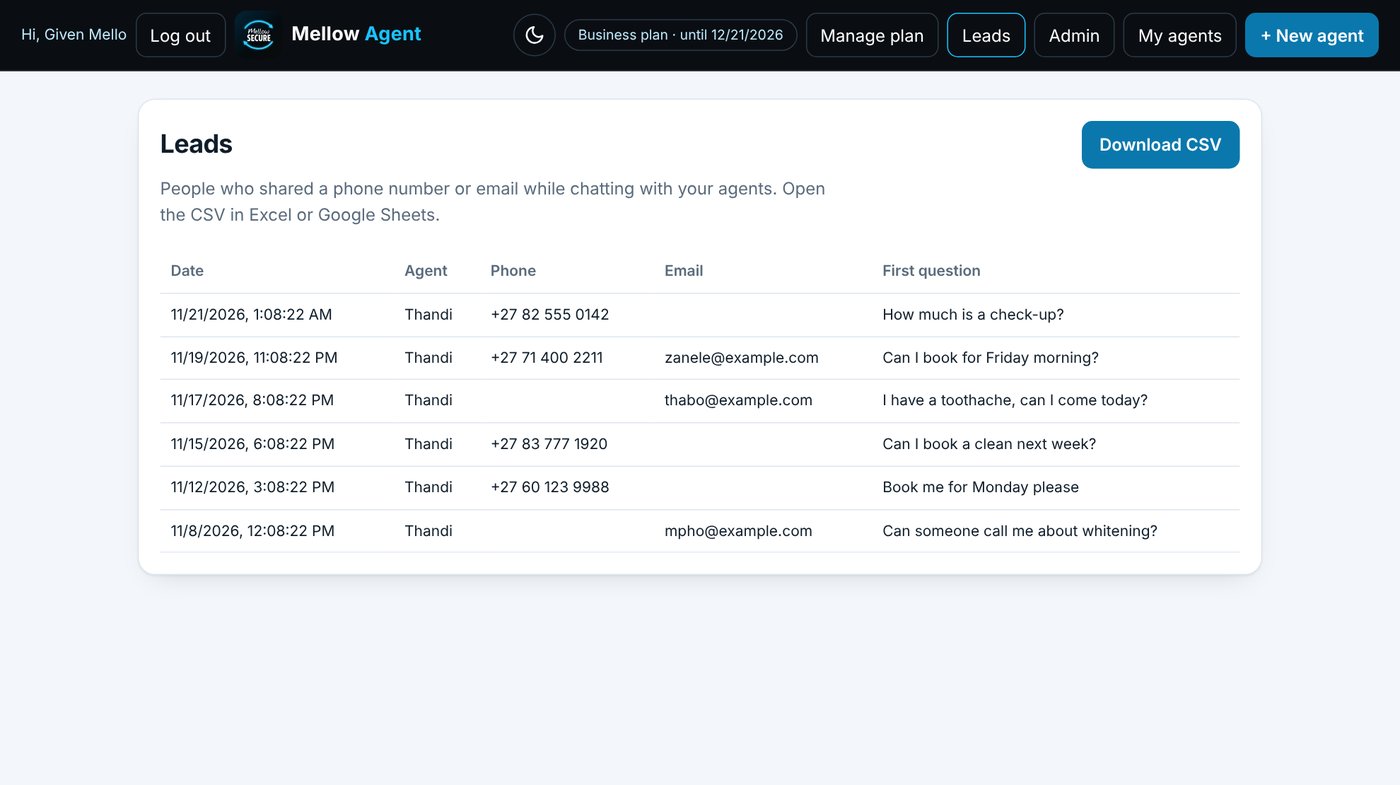 Hi, Given Mello Log out Mellow SECURE Mellow Agent Business plan · until 12/21/2026 Manage plan Leads Admin My agents + New agent
Leads Download CSV
People who shared a phone number or email while chatting with your agents. Open
the CSV in Excel or Google Sheets.
Date Agent Phone Email First question
11/21/2026, 1:08:22 AM Thandi +27 82 555 0142 How much is a check-up?
11/19/2026, 11:08:22 PM Thandi +27 71 400 2211 zanele@example.com Can I book for Friday morning?
11/17/2026, 8:08:22 PM Thandi thabo@example.com I have a toothache, can I come today?
11/15/2026, 6:08:22 PM Thandi +27 83 777 1920 Can I book a clean next week?
11/12/2026, 3:08:22 PM Thandi +27 60 123 9988 Book me for Monday please
11/8/2026, 12:08:22 PM Thandi mpho@example.com Can someone call me about whitening?